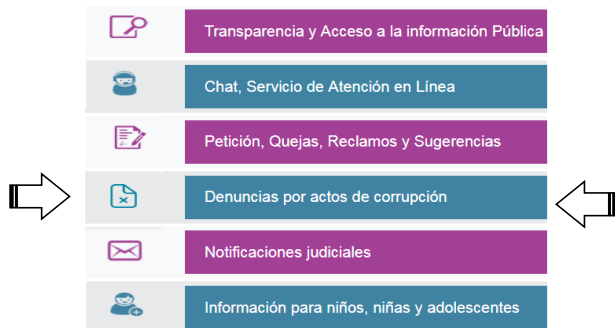 Transparencia y Acceso a la información Pública
Chat, Servicio de Atención en Línea
Petición, Quejas, Reclamos y Sugerencias
Denuncias por actos de corrupción
Notificaciones judiciales
Información para niños, niñas y adolescentes